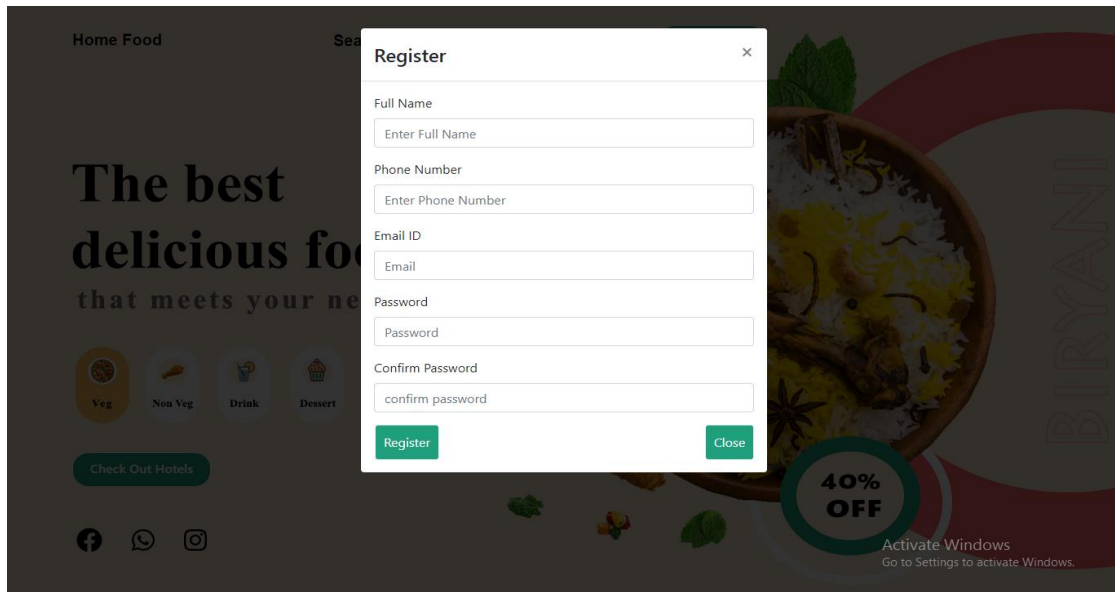 Home Food
Sea
Register
×
Full Name
Enter Full Name
Phone Number
Enter Phone Number
Email ID
Email
Password
Password
Confirm Password
confirm password
Register
Close
The best
delicious foo
that meets your ne
Veg
Non Veg
Drink
Dessert
Check Out Hotels
BIRYANI
40%
OFF
Activate Windows
Go to Settings to activate Windows.